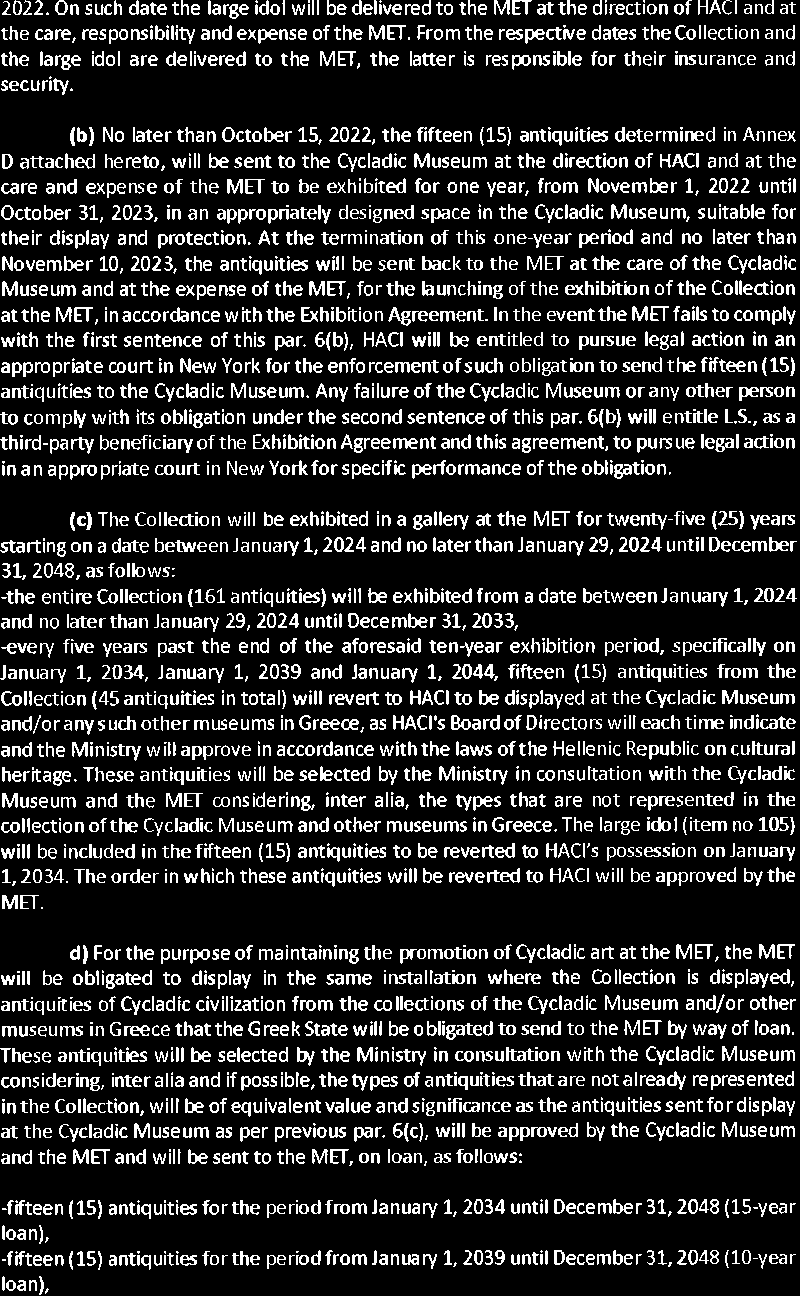 2022. On such date the large idol will be delivered to the MET at the direction of HACI and at
the care, responsibility and expense of the MET. From the respective dates the Collection and
the large idol are delivered to the MET, the latter is responsible for their insurance and
security.
(b) No later than October 15, 2022, the fifteen (15) antiquities determined in Annex
D attached hereto, will be sent to the Cycladic Museum at the direction of HACI and at the
care and expense of the MET to be exhibited for one year, from November 1, 2022 until
October 31, 2023, in an appropriately designed space in the Cycladic Museum, suitable for
their display and protection. At the termination of this one-year period and no later than
November 10, 2023, the antiquities will be sent back to the MET at the care of the Cycladic
Museum and at the expense of the MET, for the launching of the exhibition of the Collection
at the MET, in accordance with the Exhibition Agreement. In the event the MET fails to comply
with the first sentence of this par. 6(b), HACI will be entitled to pursue legal action in an
appropriate court in New York for the enforcement of such obligation to send the fifteen (15)
antiquities to the Cycladic Museum. Any failure of the Cycladic Museum or any other person
to comply with its obligation under the second sentence of this par. 6(b) will entitle L.S., as a
third-party beneficiary of the Exhibition Agreement and this agreement, to pursue legal action
in an appropriate court in New York for specific performance of the obligation.
(c) The Collection will be exhibited in a gallery at the MET for twenty-five (25) years
starting on a date between January 1, 2024 and no later than January 29, 2024 until December
31, 2048, as follows:
-the entire Collection (161 antiquities) will be exhibited from a date between January 1, 2024
and no later than January 29, 2024 until December 31, 2033,
-every five years past the end of the aforesaid ten-year exhibition period, specifically on
January 1, 2034, January 1, 2039 and January 1, 2044, fifteen (15) antiquities from the
Collection (45 antiquities in total) will revert to HACI to be displayed at the Cycladic Museum
and/or any such other museums in Greece, as HACI's Board of Directors will each time indicate
and the Ministry will approve in accordance with the laws of the Hellenic Republic on cultural
heritage. These antiquities will be selected by the Ministry in consultation with the Cycladic
Museum and the MET considering, inter alia, the types that are not represented in the
collection of the Cycladic Museum and other museums in Greece. The large idol (item no 105)
will be included in the fifteen (15) antiquities to be reverted to HACI's possession on January
1, 2034. The order in which these antiquities will be reverted to HACI will be approved by the
MET.
d) For the purpose of maintaining the promotion of Cycladic art at the MET, the MET
will be obligated to display in the same installation where the Collection is displayed,
antiquities of Cycladic civilization from the collections of the Cycladic Museum and/or other
museums in Greece that the Greek State will be obligated to send to the MET by way of loan.
These antiquities will be selected by the Ministry in consultation with the Cycladic Museum
considering, inter alia and if possible, the types of antiquities that are not already represented
in the Collection, will be of equivalent value and significance as the antiquities sent for display
at the Cycladic Museum as per previous par. 6(c), will be approved by the Cycladic Museum
and the MET and will be sent to the MET, on loan, as follows:
-fifteen (15) antiquities for the period from January 1, 2034 until December 31, 2048 (15-year
loan),
-fifteen (15) antiquities for the period from January 1, 2039 until December 31, 2048 (10-year
loan),